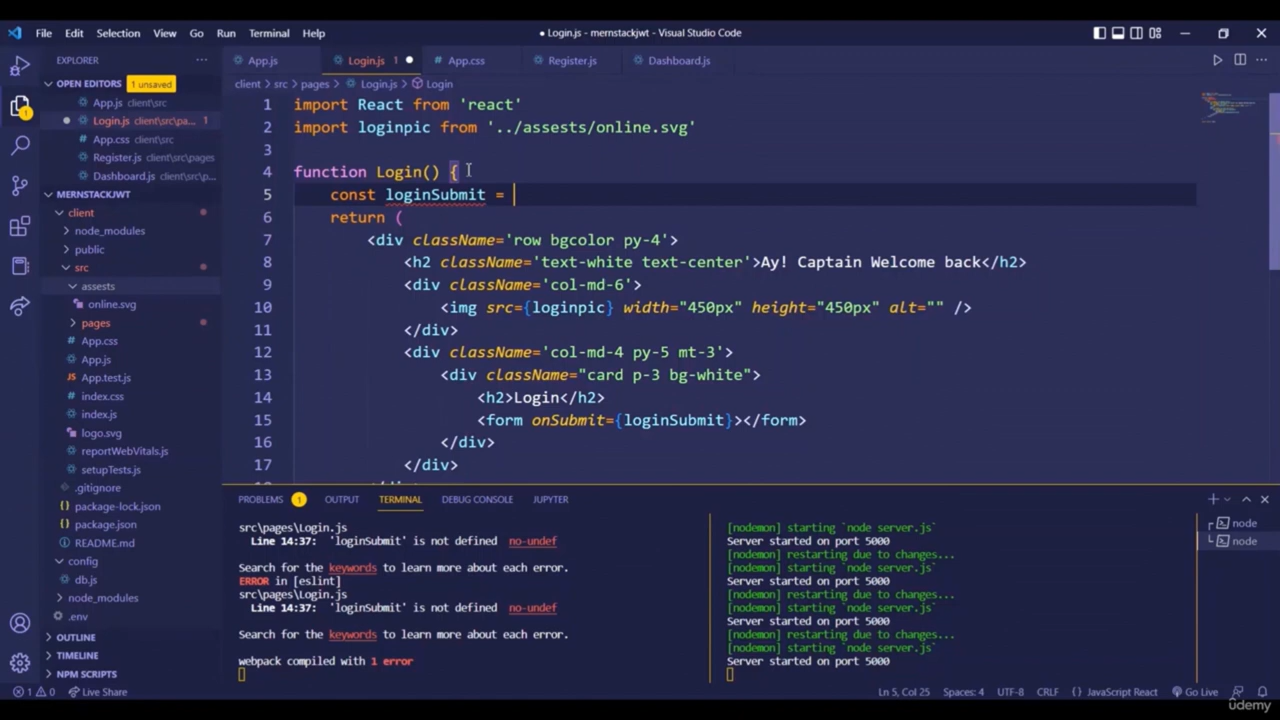 File Edit Selection View Go Run Terminal Help
● Login.js - mernstackjwt - Visual Studio Code
EXPLORER
App.js
Login.js 1
App.css
Register.js
Dashboard.js
OPEN EDITORS 1 unsaved
App.js client\src
Login.js client\src\pa... 1
App.css client\src
Register.js client\src\pages
Dashboard.js client\src\p...
MERNSTACKJWT
client
node_modules
public
src
assests
online.svg
pages
App.css
App.js
App.test.js
index.css
index.js
logo.svg
reportWebVitals.js
setupTests.js
.gitignore
package-lock.json
package.json
README.md
config
db.js
node_modules
.env
OUTLINE
TIMELINE
NPM SCRIPTS
client > src > pages > Login.js > Login
1 import React from 'react'
2 import loginpic from '../assests/online.svg'
3
4 function Login() {
5 const loginSubmit =
6 return (
7 <div className='row bgcolor py-4'>
8 <h2 className='text-white text-center'>Ay! Captain Welcome back</h2>
9 <div className='col-md-6'>
10 <img src={loginpic} width="450px" height="450px" alt="" />
11 </div>
12 <div className='col-md-4 py-5 mt-3'>
13 <div className="card p-3 bg-white">
14 <h2>Login</h2>
15 <form onSubmit={loginSubmit}></form>
16 </div>
17 </div>
PROBLEMS 1 OUTPUT TERMINAL DEBUG CONSOLE JUPYTER
src\pages\Login.js
Line 14:37: 'loginSubmit' is not defined no-undef
Search for the keywords to learn more about each error.
ERROR in [eslint]
src\pages\Login.js
Line 14:37: 'loginSubmit' is not defined no-undef
Search for the keywords to learn more about each error.
webpack compiled with 1 error
[nodemon] starting `node server.js`
Server started on port 5000
[nodemon] restarting due to changes...
[nodemon] starting `node server.js`
Server started on port 5000
[nodemon] restarting due to changes...
[nodemon] starting `node server.js`
Server started on port 5000
[nodemon] restarting due to changes...
[nodemon] starting `node server.js`
Server started on port 5000
node
node
1 0 Live Share
Ln 5, Col 25 Spaces: 4 UTF-8 CRLF {} JavaScript React Go Live
ûdemy